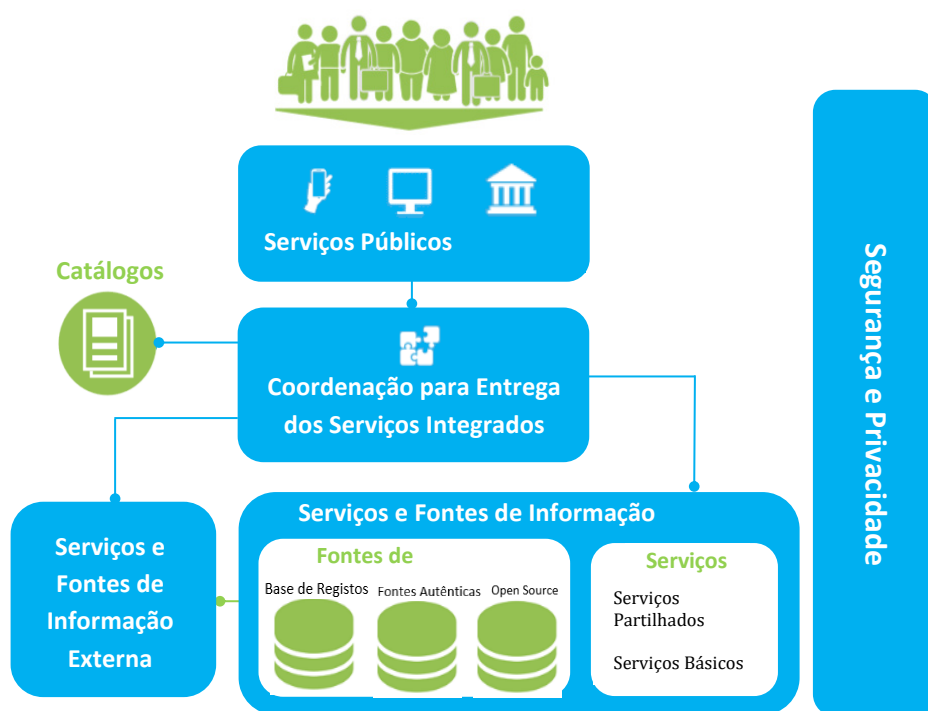 Serviços Públicos
Catálogos
Coordenação para Entrega
dos Serviços Integrados
Segurança e Privacidade
Serviços e
Fontes de
Informação
Externa
Serviços e Fontes de Informação
Fontes de
Base de Registos
Fontes Autênticas
Open Source
Serviços
Serviços
Partilhados
Serviços Básicos